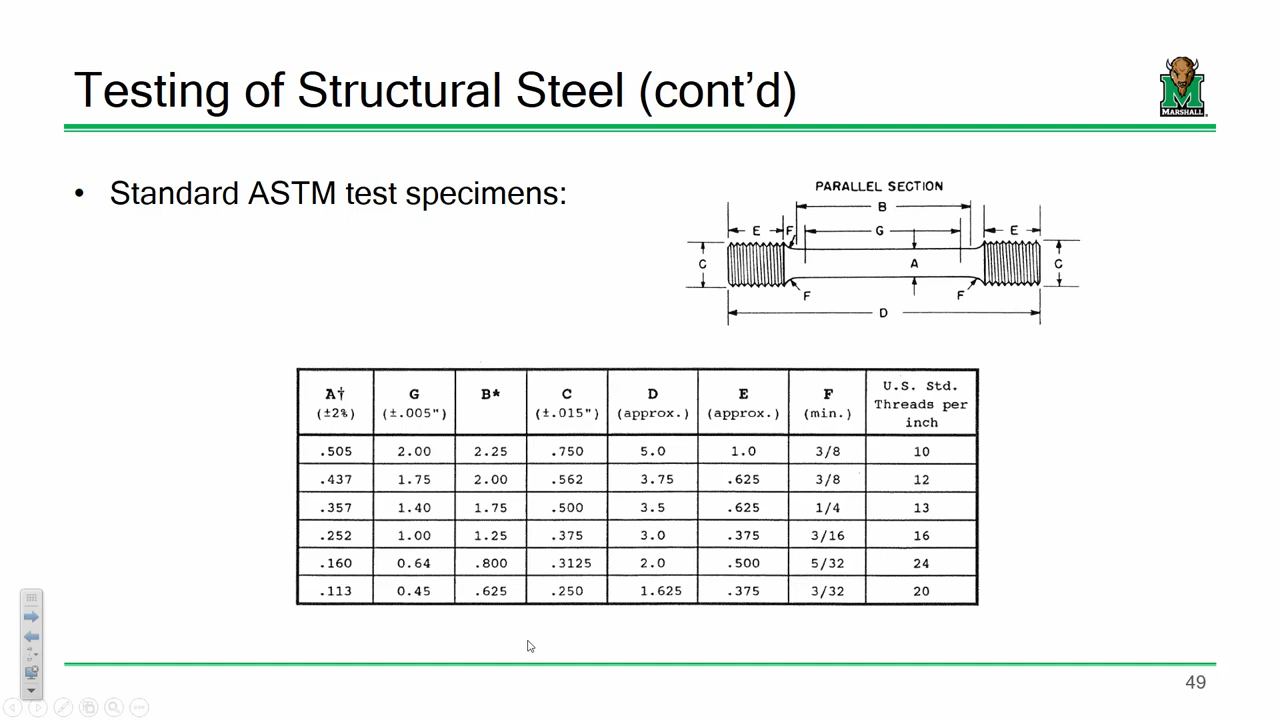 Testing of Structural Steel (cont’d)
MARSHALL
• Standard ASTM test specimens:
PARALLEL SECTION
B
E F G E
C A C
F F
D
A† G B* C D E F U.S. Std. Threads per inch
(±2%) (±.005") (±.015") (approx.) (approx.) (min.)
.505 2.00 2.25 .750 5.0 1.0 3/8 10
.437 1.75 2.00 .562 3.75 .625 3/8 12
.357 1.40 1.75 .500 3.5 .625 1/4 13
.252 1.00 1.25 .375 3.0 .375 3/16 16
.160 0.64 .800 .3125 2.0 .500 5/32 24
.113 0.45 .625 .250 1.625 .375 3/32 20
49